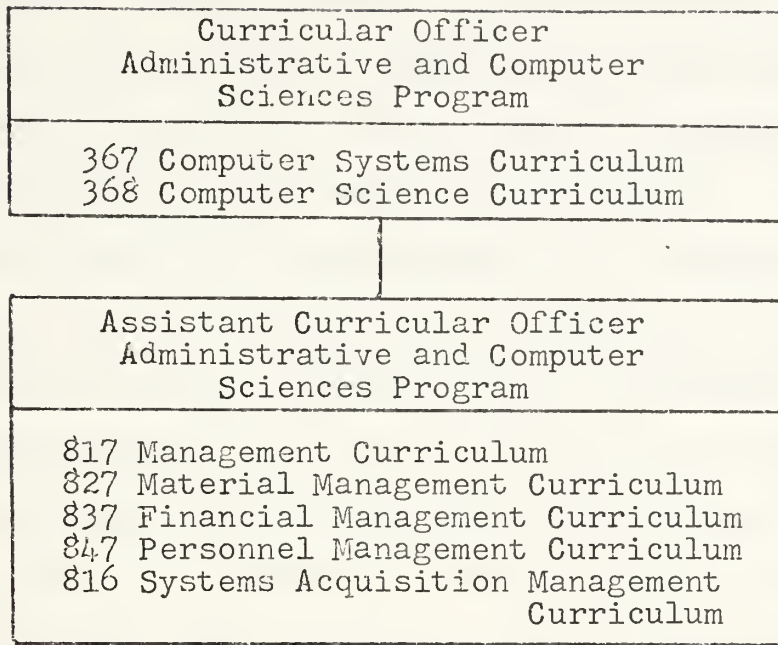 Curricular Officer
Administrative and Computer
Sciences Program
367 Computer Systems Curriculum
368 Computer Science Curriculum
Assistant Curricular Officer
Administrative and Computer
Sciences Program
817 Management Curriculum
827 Material Management Curriculum
837 Financial Management Curriculum
847 Personnel Management Curriculum
816 Systems Acquisition Management
Curriculum